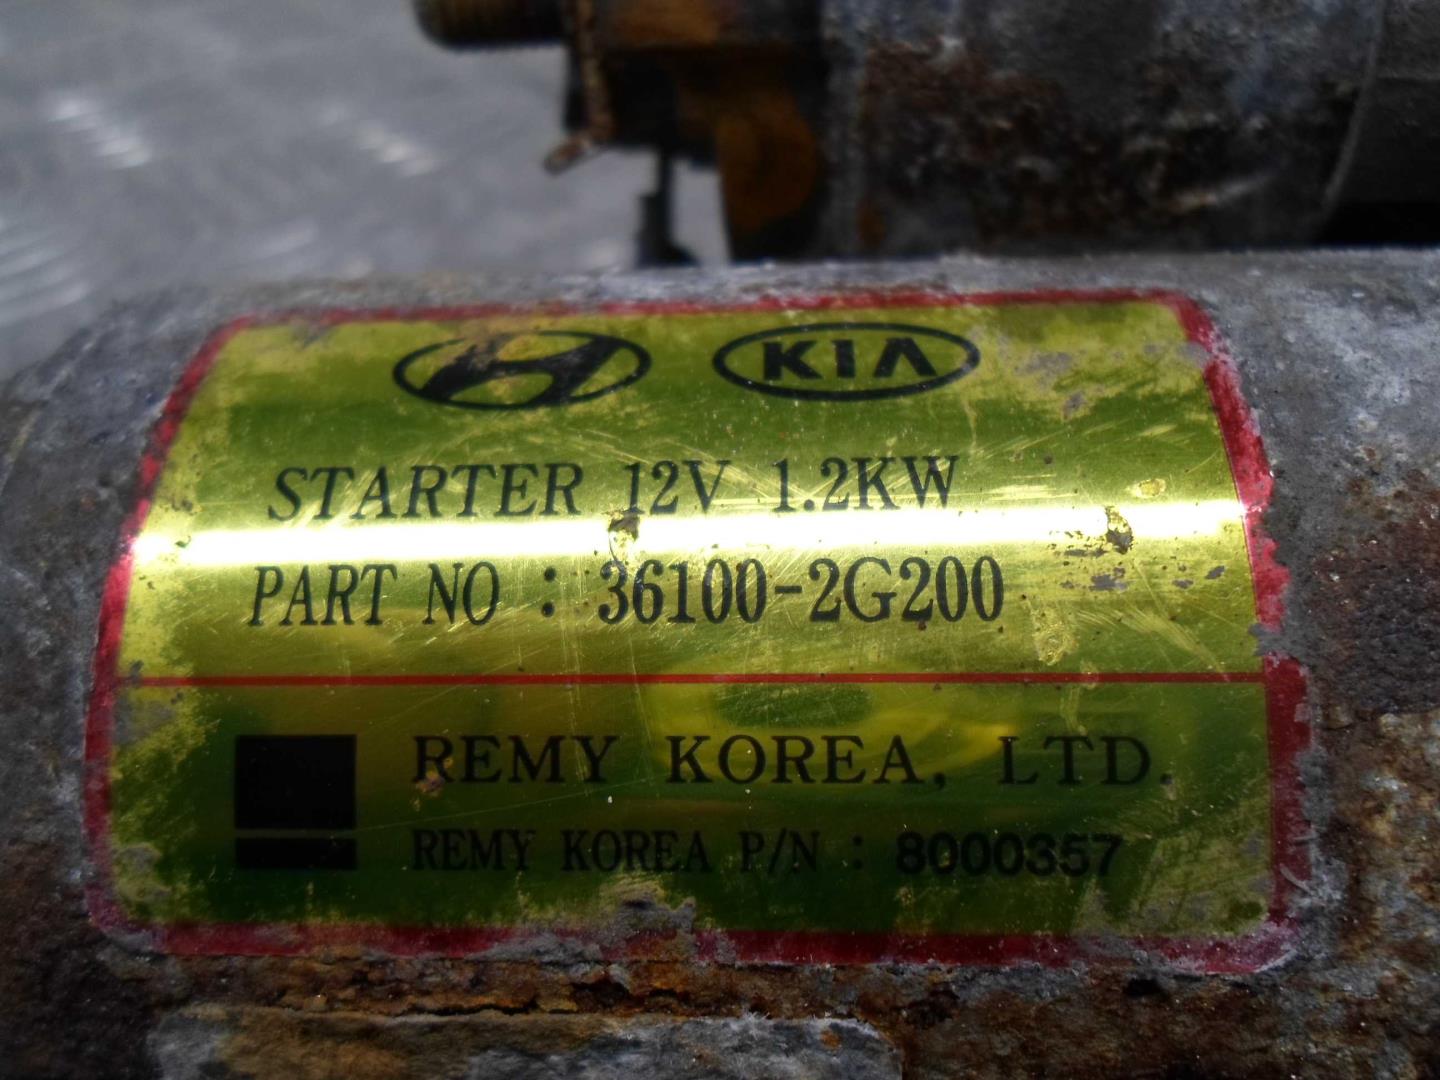 KIA
STARTER 12V 1.2KW
PART NO : 36100-2G200
REMY KOREA, LTD.
REMY KOREA P/N : 8000357